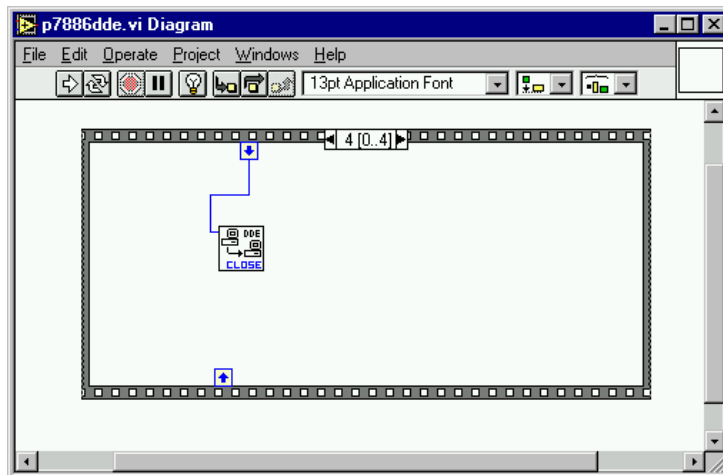 p7886dde.vi Diagram
File Edit Operate Project Windows Help
13pt Application Font
4 [0..4]
DDE
CLOSE